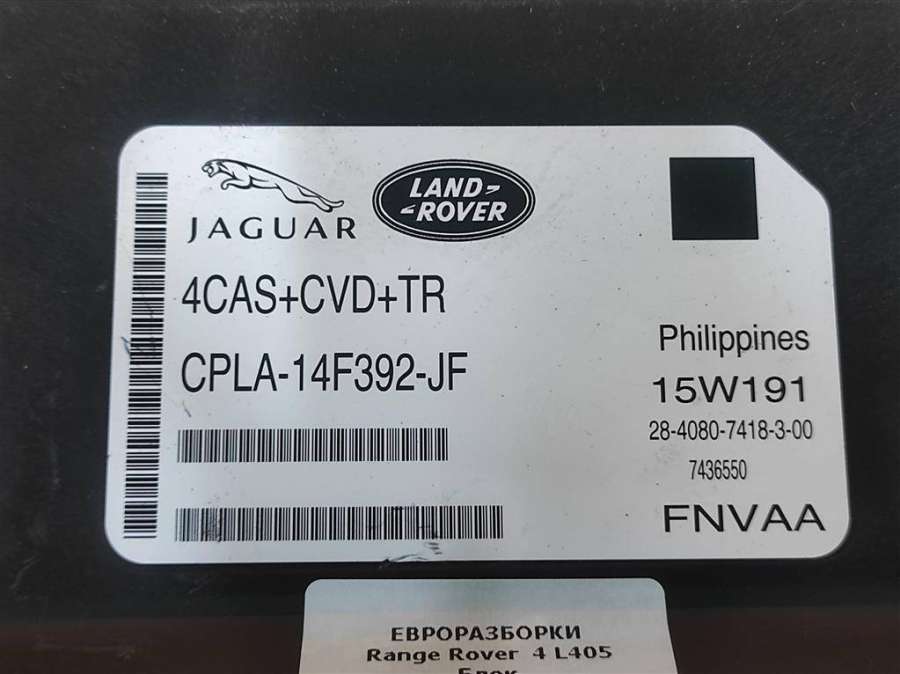 JAGUAR
LAND-
-ROVER
4CAS+CVD+TR
CPLA-14F392-JF
Philippines
15W191
28-4080-7418-3-00
7436550
FNVAA
ЕВРОРАЗБОРКИ
Range Rover 4 L405
Блок